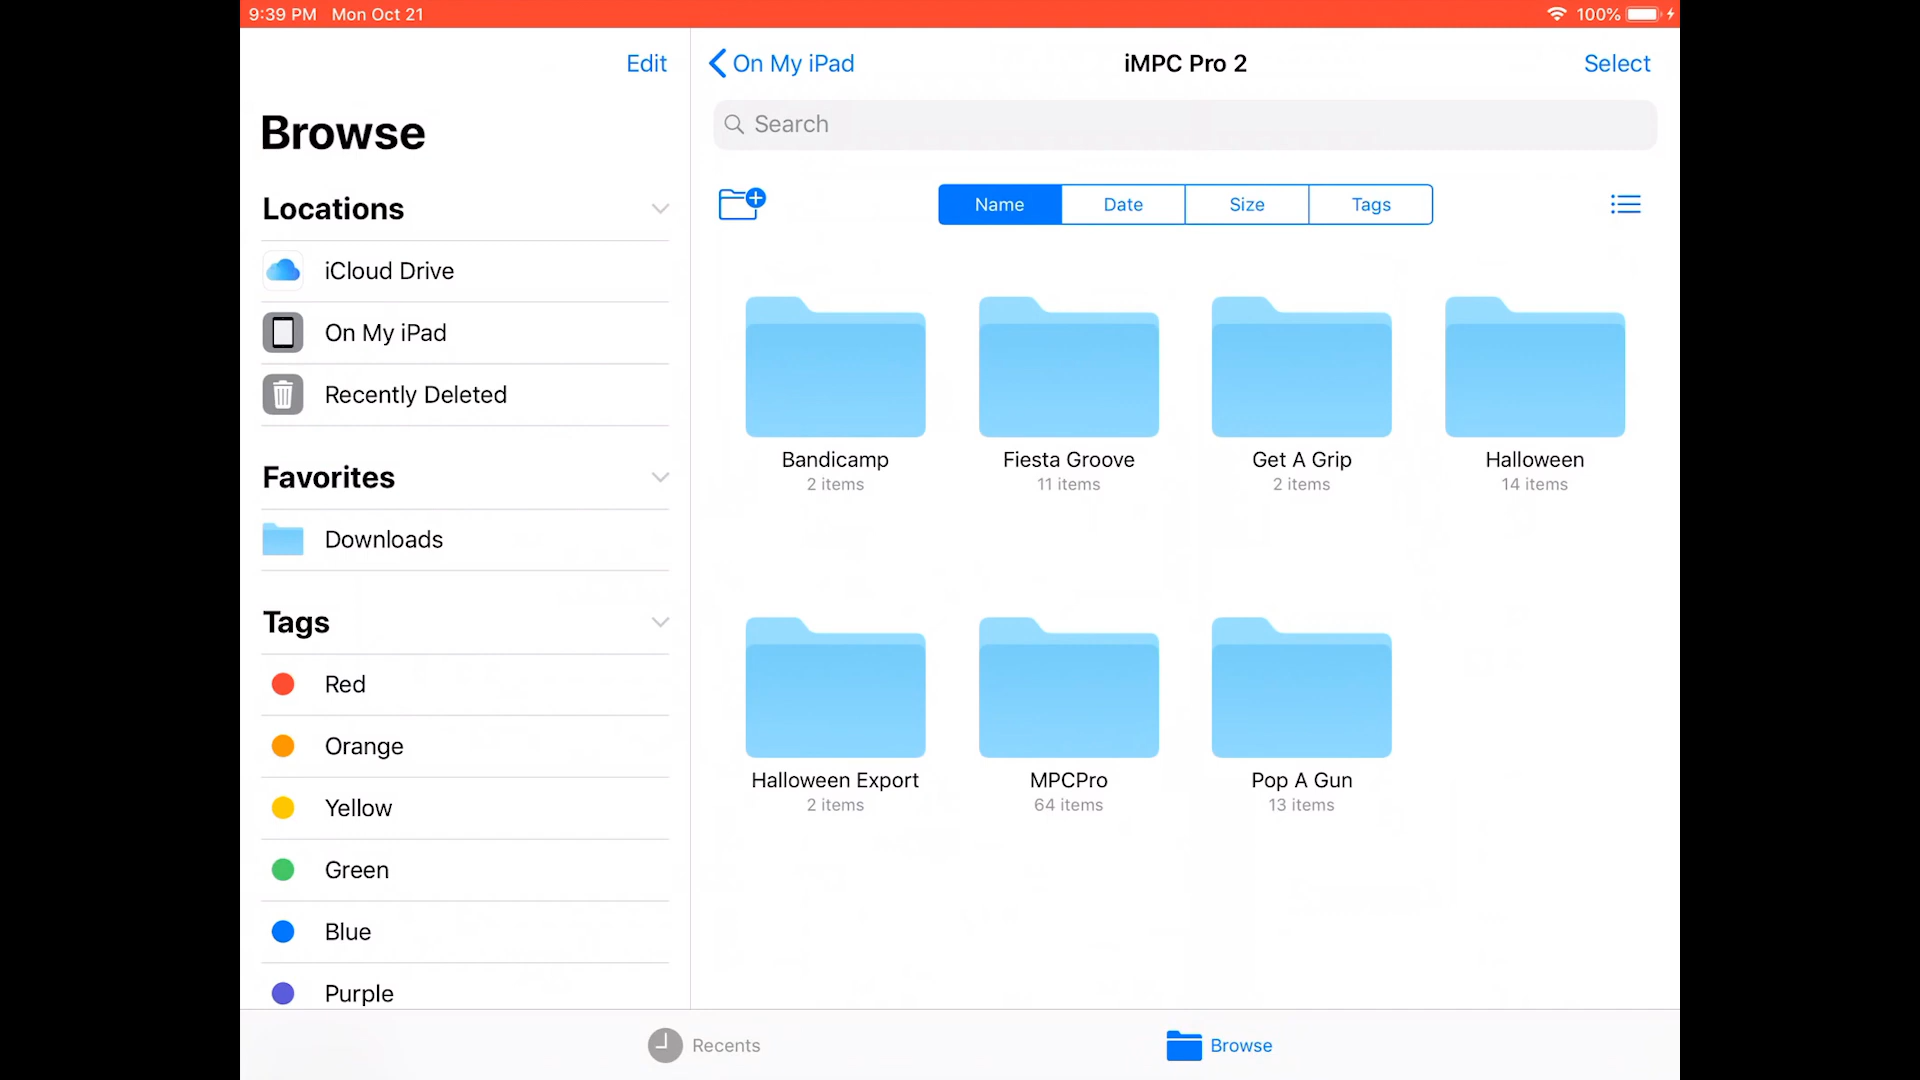 9:39 PM Mon Oct 21
100%
Edit
Browse
Locations
iCloud Drive
On My iPad
Recently Deleted
Favorites
Downloads
Tags
Red
Orange
Yellow
Green
Blue
Purple
On My iPad
iMPC Pro 2
Select
Search
Name Date Size Tags
Bandicamp
2 items
Fiesta Groove
11 items
Get A Grip
2 items
Halloween
14 items
Halloween Export
2 items
MPCPro
64 items
Pop A Gun
13 items
Recents
Browse